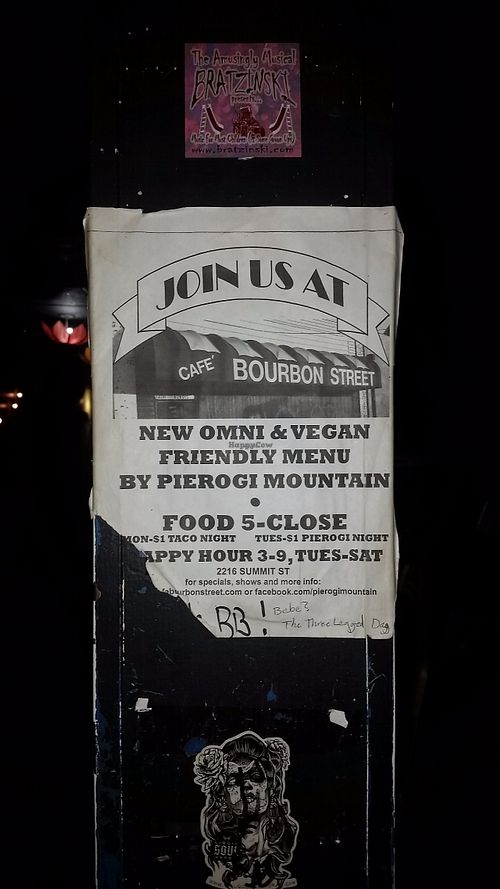 The Amusingly Musical
BRATZINSKI
presents...
www.bratzinski.com
JOIN US AT
CAFE' BOURBON STREET
NEW OMNI & VEGAN
HappyCow
FRIENDLY MENU
BY PIEROGI MOUNTAIN
•
FOOD 5-CLOSE
MON-$1 TACO NIGHT TUES-$1 PIEROGI NIGHT
APPY HOUR 3-9, TUES-SAT
2216 SUMMIT ST
for specials, shows and more info:
bourbonstreet.com or facebook.com/pierogimountain
BB! Bebe?
The Three Legged Dog